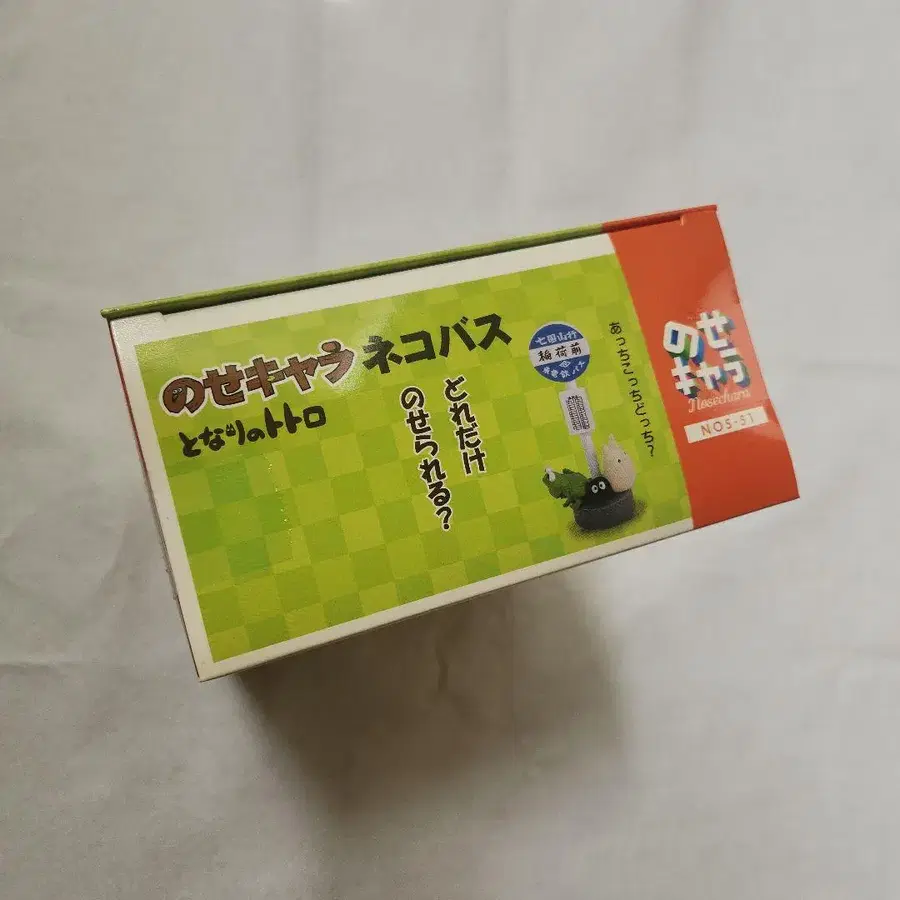 のせキャラ ネコバス
となりのトトロ
どれだけ
のせられる?
七国山行
稲荷前
あっちこっちどっち?
のせ
キャラ
Nosechara
NOS-51